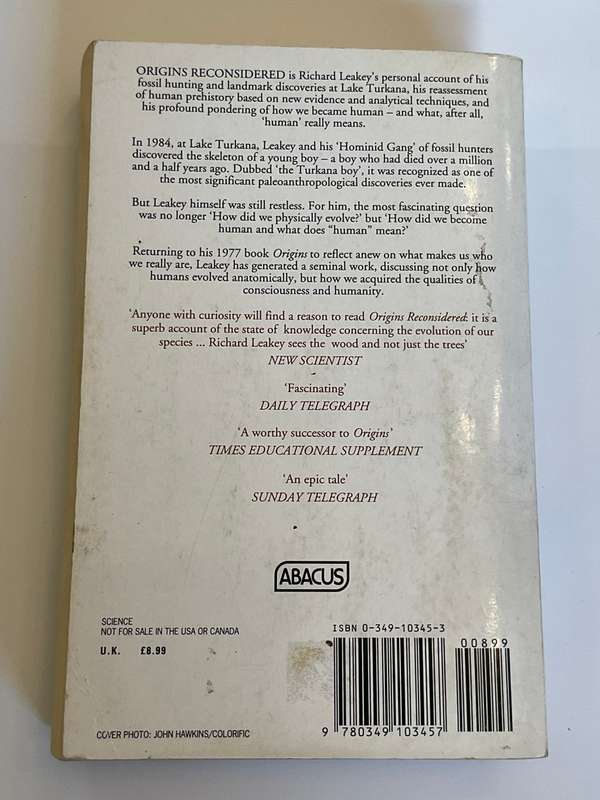 ORIGINS RECONSIDERED is Richard Leakey's personal account of his
fossil hunting and landmark discoveries at Lake Turkana, his reassessment
of human prehistory based on new evidence and analytical techniques, and
his profound pondering of how we became human – and what, after all,
'human' really means.
In 1984, at Lake Turkana, Leakey and his 'Hominid Gang' of fossil hunters
discovered the skeleton of a young boy – a boy who had died over a million
and a half years ago. Dubbed 'the Turkana boy', it was recognized as one of
the most significant paleoanthropological discoveries ever made.
But Leakey himself was still restless. For him, the most fascinating question
was no longer 'How did we physically evolve?' but 'How did we become
human and what does "human" mean?'
Returning to his 1977 book Origins to reflect anew on what makes us who
we really are, Leakey has generated a seminal work, discussing not only how
humans evolved anatomically, but how we acquired the qualities of
consciousness and humanity.
'Anyone with curiosity will find a reason to read Origins Reconsidered: it is a
superb account of the state of knowledge concerning the evolution of our
species ... Richard Leakey sees the wood and not just the trees'
NEW SCIENTIST
'Fascinating'
DAILY TELEGRAPH
'A worthy successor to Origins'
TIMES EDUCATIONAL SUPPLEMENT
'An epic tale'
SUNDAY TELEGRAPH
ABACUS
SCIENCE
NOT FOR SALE IN THE USA OR CANADA
U.K. £8.99
COVER PHOTO: JOHN HAWKINS/COLORIFIC
ISBN 0-349-10345-3
00899
9 780349 103457